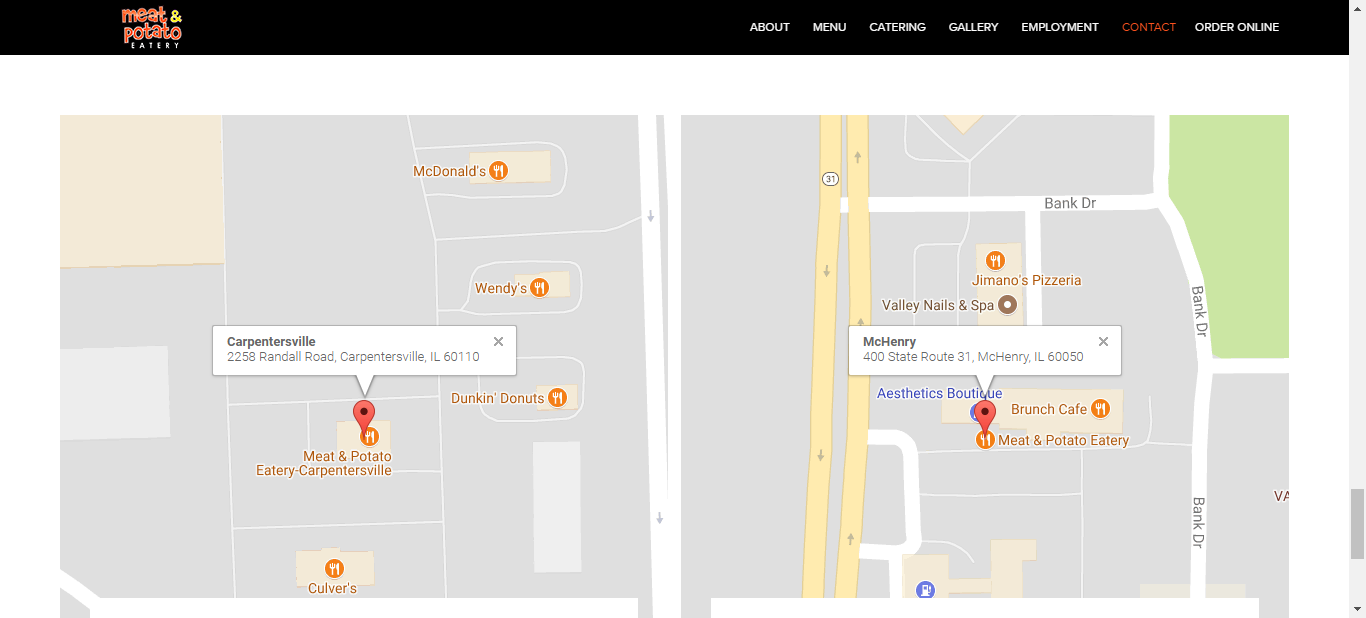 meat &
potato
EATERY
ABOUT MENU CATERING GALLERY EMPLOYMENT CONTACT ORDER ONLINE
McDonald's
Wendy's
Carpentersville
2258 Randall Road, Carpentersville, IL 60110
Dunkin' Donuts
Meat & Potato
Eatery-Carpentersville
Culver's
31
Bank Dr
Jimano's Pizzeria
Valley Nails & Spa
Bank Dr
McHenry
400 State Route 31, McHenry, IL 60050
Aesthetics Boutique
Brunch Cafe
Meat & Potato Eatery
VA
Bank Dr